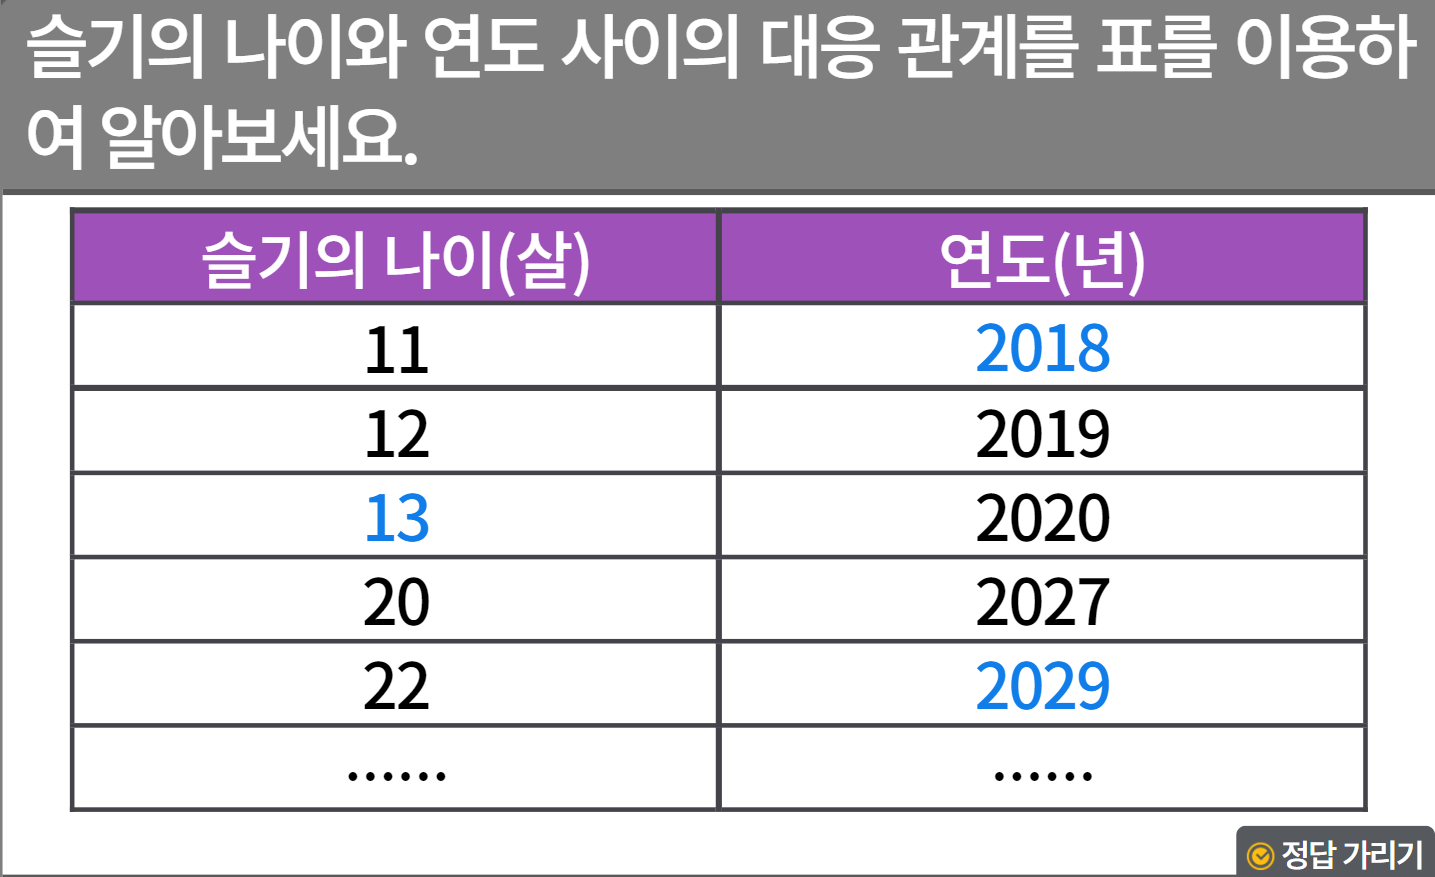 슬기의 나이와 연도 사이의 대응 관계를 표를 이용하
여 알아보세요.
슬기의 나이(살) 연도(년)
11 2018
12 2019
13 2020
20 2027
22 2029
...... ......
정답 가리기